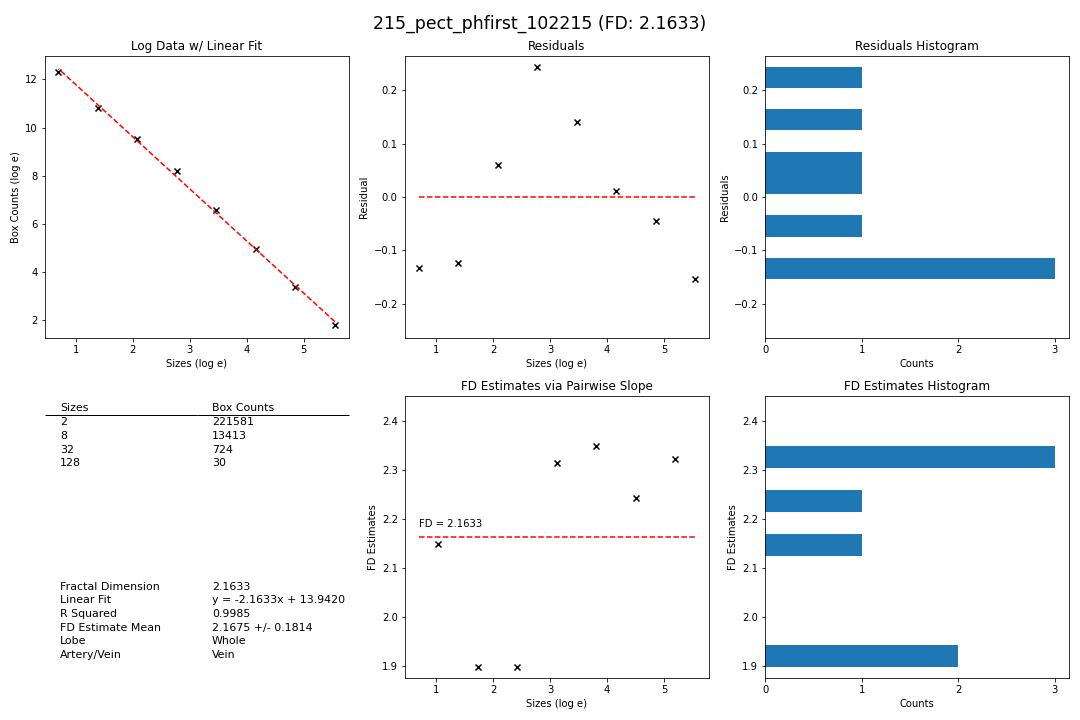 215_pect_phfirst_102215 (FD: 2.1633)
Log Data w/ Linear Fit
Box Counts (log e)
12
10
8
6
4
2
1 2 3 4 5
Sizes (log e)
Residuals
Residual
0.2
0.1
0.0
−0.1
−0.2
1 2 3 4 5
Sizes (log e)
Residuals Histogram
Residuals
0.2
0.1
0.0
−0.1
−0.2
0 1 2 3
Counts
Sizes Box Counts
2 221581
8 13413
32 724
128 30
Fractal Dimension 2.1633
Linear Fit y = -2.1633x + 13.9420
R Squared 0.9985
FD Estimate Mean 2.1675 +/- 0.1814
Lobe Whole
Artery/Vein Vein
FD Estimates via Pairwise Slope
FD Estimates
2.4
2.3
2.2
2.1
2.0
1.9
FD = 2.1633
1 2 3 4 5
Sizes (log e)
FD Estimates Histogram
FD Estimates
2.4
2.3
2.2
2.1
2.0
1.9
0 1 2 3
Counts